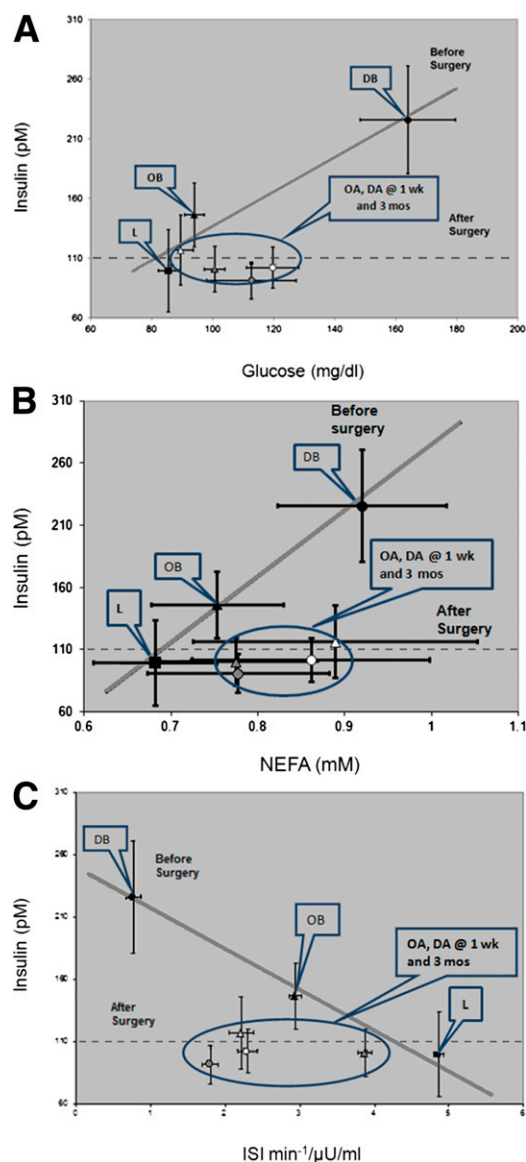 A
310
260
210
160
110
60
Insulin (pM)
Before
Surgery
DB
OB
OA, DA @ 1 wk
and 3 mos
L
After
Surgery
60 80 100 120 140 160 180 200
Glucose (mg/dl)
B
310
260
210
160
110
60
Insulin (pM)
Before
surgery
DB
OA, DA @ 1 wk
and 3 mos
OB
L
After
Surgery
0.6 0.7 0.8 0.9 1 1.1
NEFA (mM)
C
310
260
210
160
110
60
Insulin (pM)
DB
Before
Surgery
OB
OA, DA @ 1 wk
and 3 mos
L
After
Surgery
0 1 2 3 4 5 6
ISI min⁻¹/µU/ml